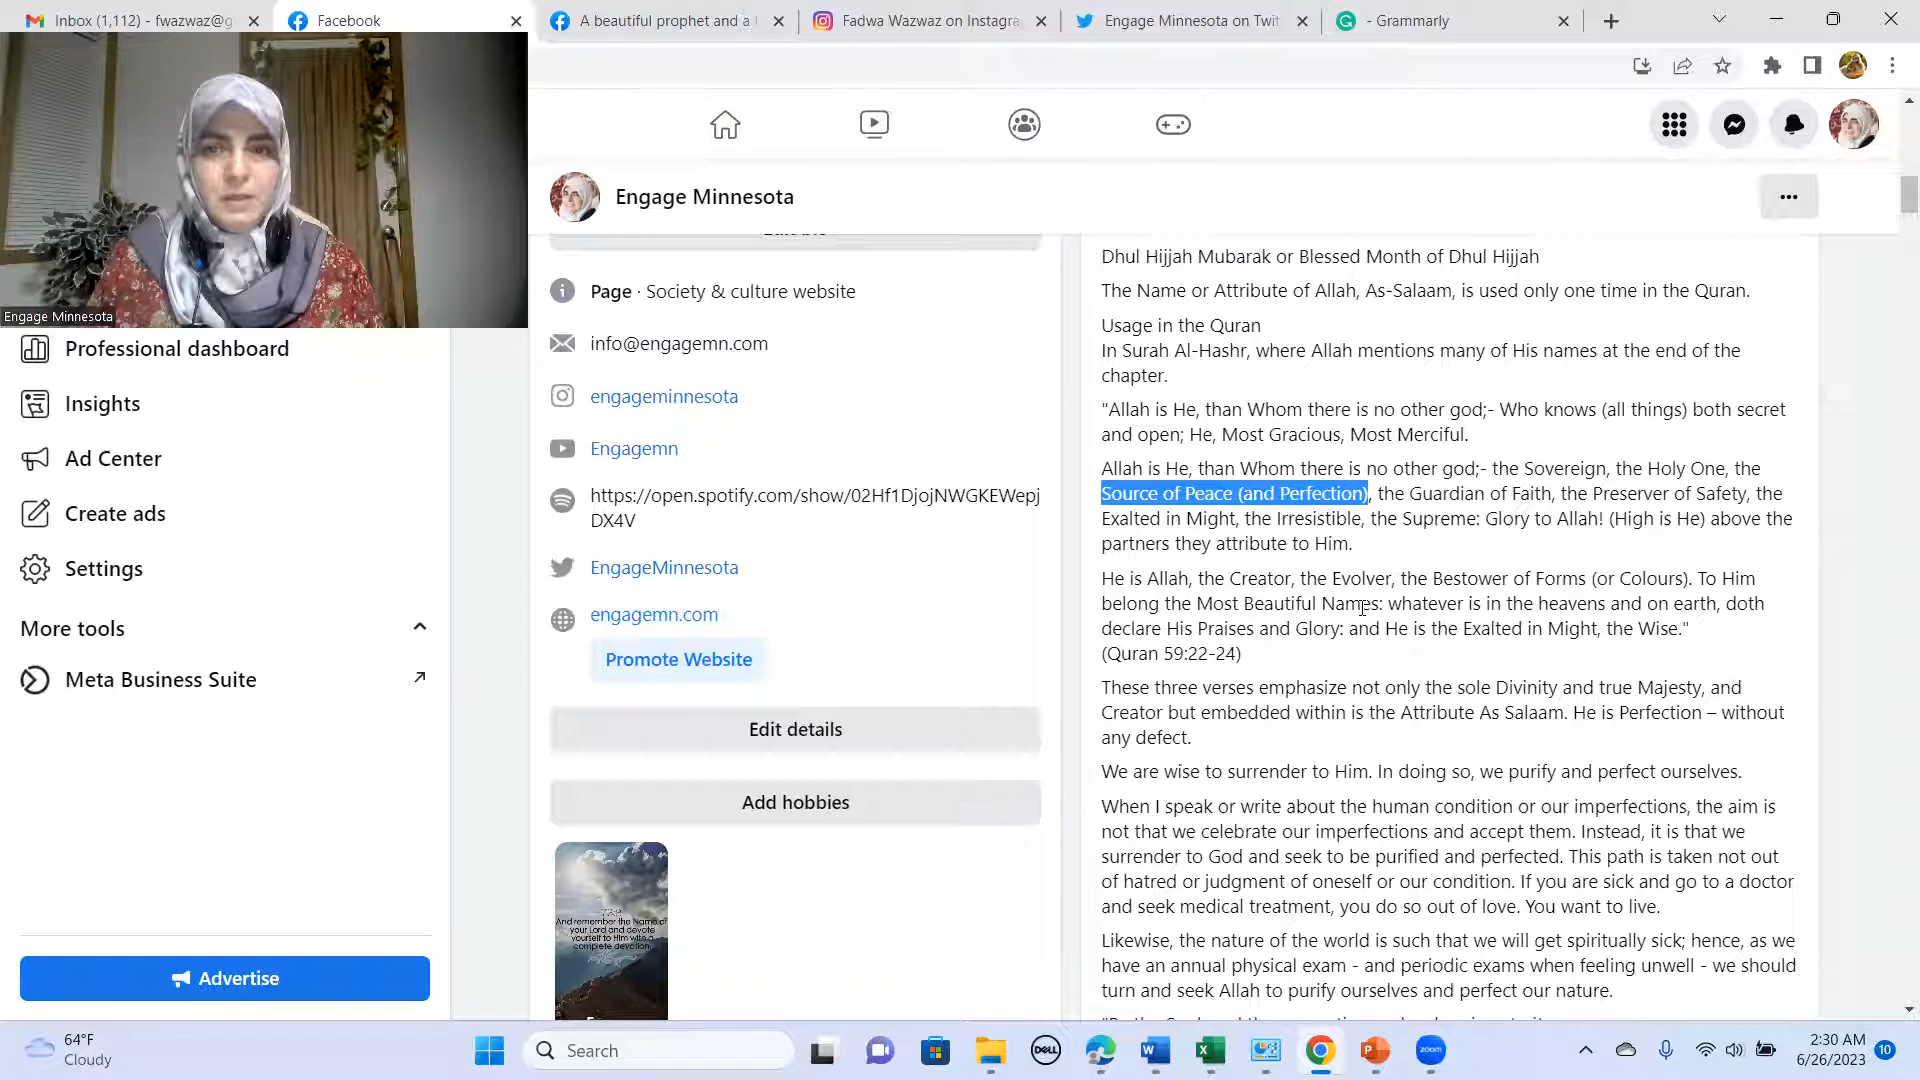 Inbox (1,112) - fwazwaz@g
Facebook
A beautiful prophet and a
Fadwa Wazwaz on Instagra
Engage Minnesota on Twit
- Grammarly
Engage Minnesota
Engage Minnesota
Professional dashboard
Insights
Ad Center
Create ads
Settings
More tools
Meta Business Suite
Advertise
Page · Society & culture website
info@engagemn.com
engageminnesota
Engagemn
https://open.spotify.com/show/02Hf1DjojNWGKEWepj
DX4V
EngageMinnesota
engagemn.com
Promote Website
Edit details
Add hobbies
73:8
And remember the Name of
your Lord and devote
yourself to Him with a
complete devotion.
Dhul Hijjah Mubarak or Blessed Month of Dhul Hijjah
The Name or Attribute of Allah, As-Salaam, is used only one time in the Quran.
Usage in the Quran
In Surah Al-Hashr, where Allah mentions many of His names at the end of the
chapter.
"Allah is He, than Whom there is no other god;- Who knows (all things) both secret
and open; He, Most Gracious, Most Merciful.
Allah is He, than Whom there is no other god;- the Sovereign, the Holy One, the
Source of Peace (and Perfection), the Guardian of Faith, the Preserver of Safety, the
Exalted in Might, the Irresistible, the Supreme: Glory to Allah! (High is He) above the
partners they attribute to Him.
He is Allah, the Creator, the Evolver, the Bestower of Forms (or Colours). To Him
belong the Most Beautiful Names: whatever is in the heavens and on earth, doth
declare His Praises and Glory: and He is the Exalted in Might, the Wise."
(Quran 59:22-24)
These three verses emphasize not only the sole Divinity and true Majesty, and
Creator but embedded within is the Attribute As Salaam. He is Perfection – without
any defect.
We are wise to surrender to Him. In doing so, we purify and perfect ourselves.
When I speak or write about the human condition or our imperfections, the aim is
not that we celebrate our imperfections and accept them. Instead, it is that we
surrender to God and seek to be purified and perfected. This path is taken not out
of hatred or judgment of oneself or our condition. If you are sick and go to a doctor
and seek medical treatment, you do so out of love. You want to live.
Likewise, the nature of the world is such that we will get spiritually sick; hence, as we
have an annual physical exam - and periodic exams when feeling unwell - we should
turn and seek Allah to purify ourselves and perfect our nature.
64°F
Cloudy
Search
DELL
zoom
2:30 AM
6/26/2023
10